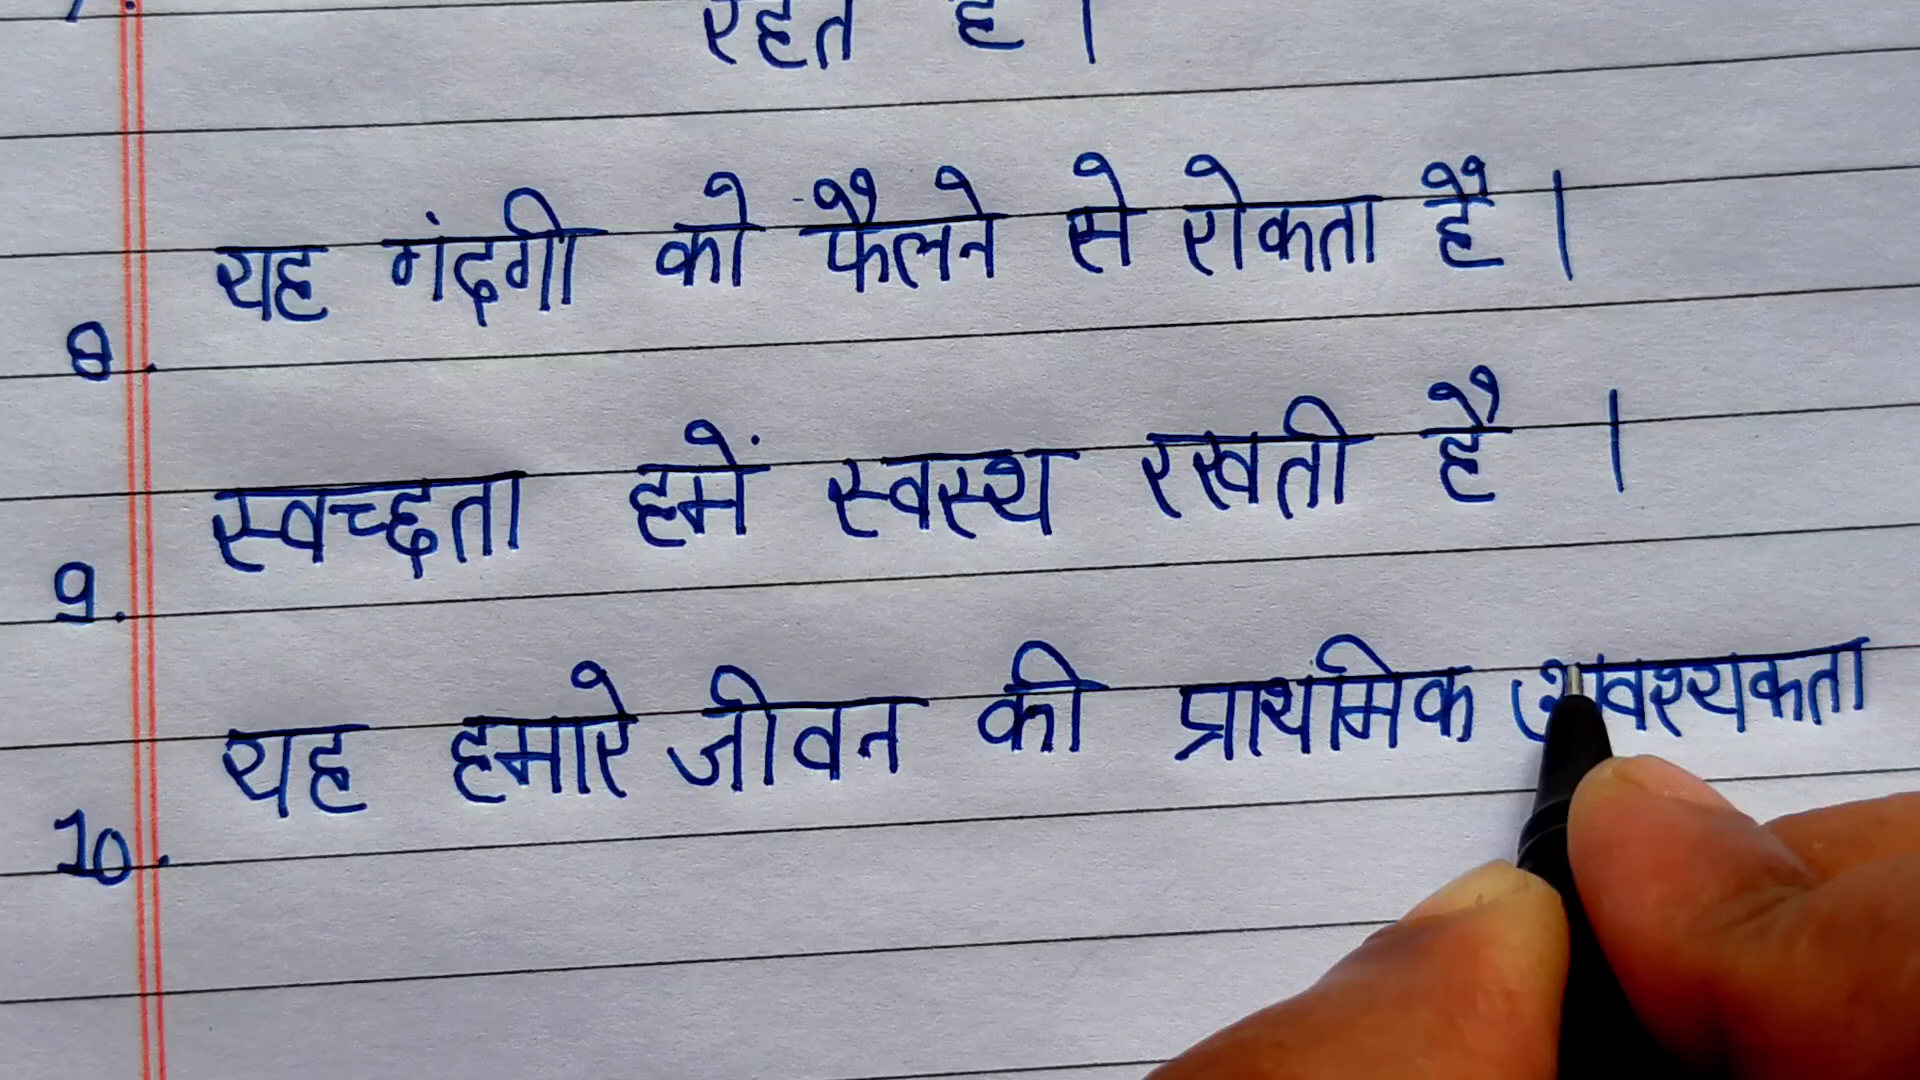 रहते है।
8. यह गंदगी को फैलने से रोकता है।
9. स्वच्छता हमें स्वस्थ रखती है।
10. यह हमारे जीवन की प्राथमिक आवश्यकता